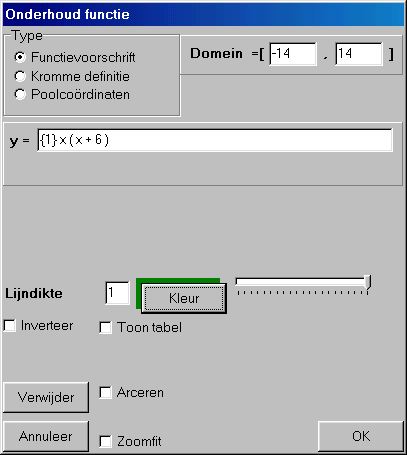 Onderhoud functie
Type
Functievoorschrift
Kromme definitie
Poolcoördinaten
Domein =[ -14 , 14 ]
y = {1} x ( x + 6 )
Lijndikte 1 Kleur
Inverteer Toon tabel
Verwijder Arceren
Annuleer Zoomfit OK